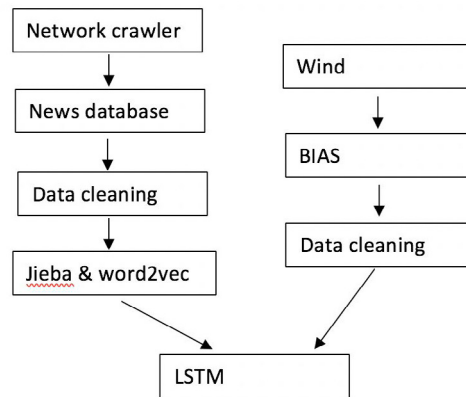 Network crawler
News database
Data cleaning
Jieba & word2vec
Wind
BIAS
Data cleaning
LSTM